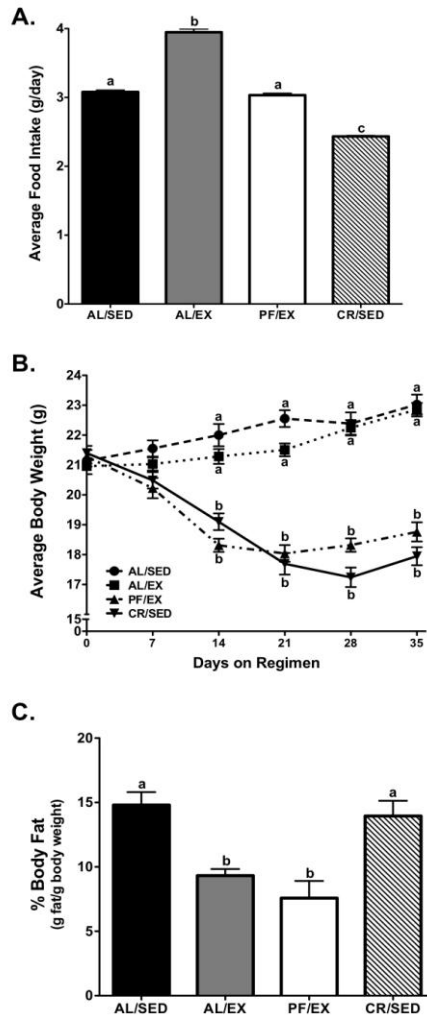 A.
b
a
a
c
4
3
2
1
0
Average Food Intake (g/day)
AL/SED
AL/EX
PF/EX
CR/SED
B.
23
22
21
20
19
18
17
15
0
Average Body Weight (g)
a
a
a
a
a
a
a
a
b
b
b
b
b
b
b
b
AL/SED
AL/EX
PF/EX
CR/SED
0
7
14
21
28
35
Days on Regimen
C.
20
15
10
5
0
% Body Fat
(g fat/g body weight)
a
b
b
a
AL/SED
AL/EX
PF/EX
CR/SED